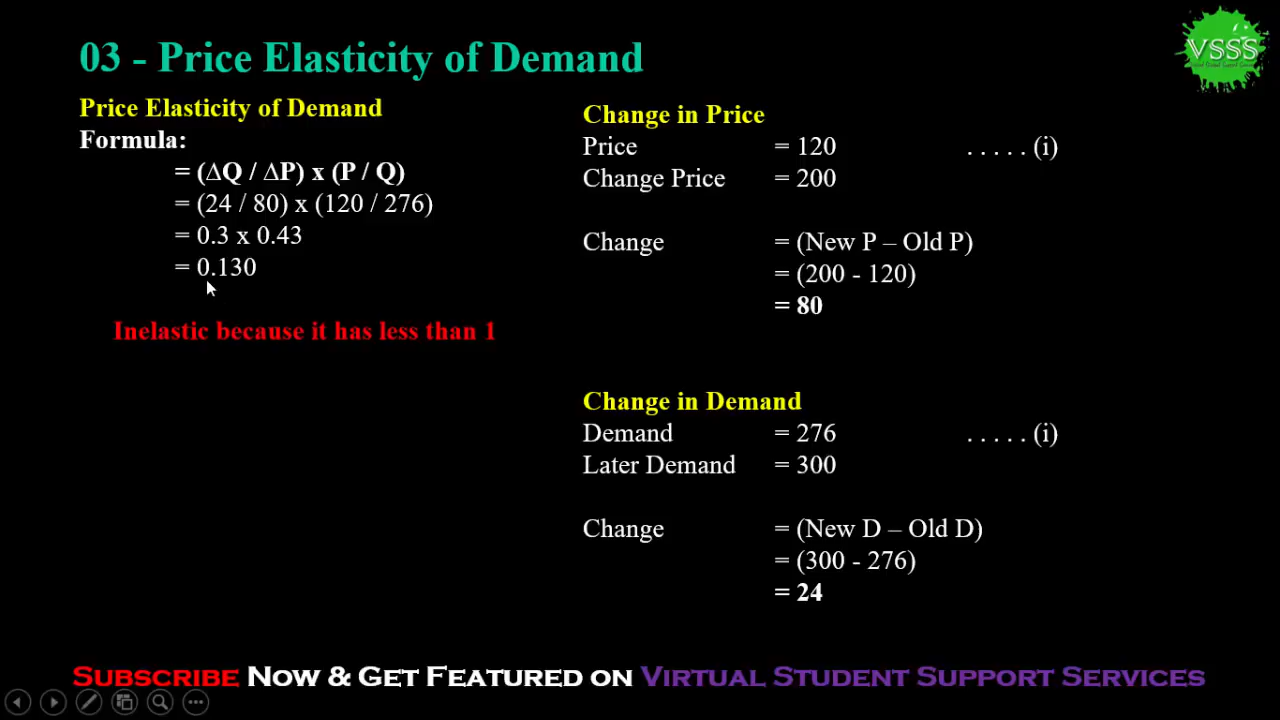 03 - Price Elasticity of Demand
VSSS
Price Elasticity of Demand
Formula:
= (∆Q / ∆P) x (P / Q)
= (24 / 80) x (120 / 276)
= 0.3 x 0.43
= 0.130
Inelastic because it has less than 1
Change in Price
Price = 120 . . . . . (i)
Change Price = 200
Change = (New P – Old P)
= (200 - 120)
= 80
Change in Demand
Demand = 276 . . . . . (i)
Later Demand = 300
Change = (New D – Old D)
= (300 - 276)
= 24
Subscribe Now & Get Featured on Virtual Student Support Services